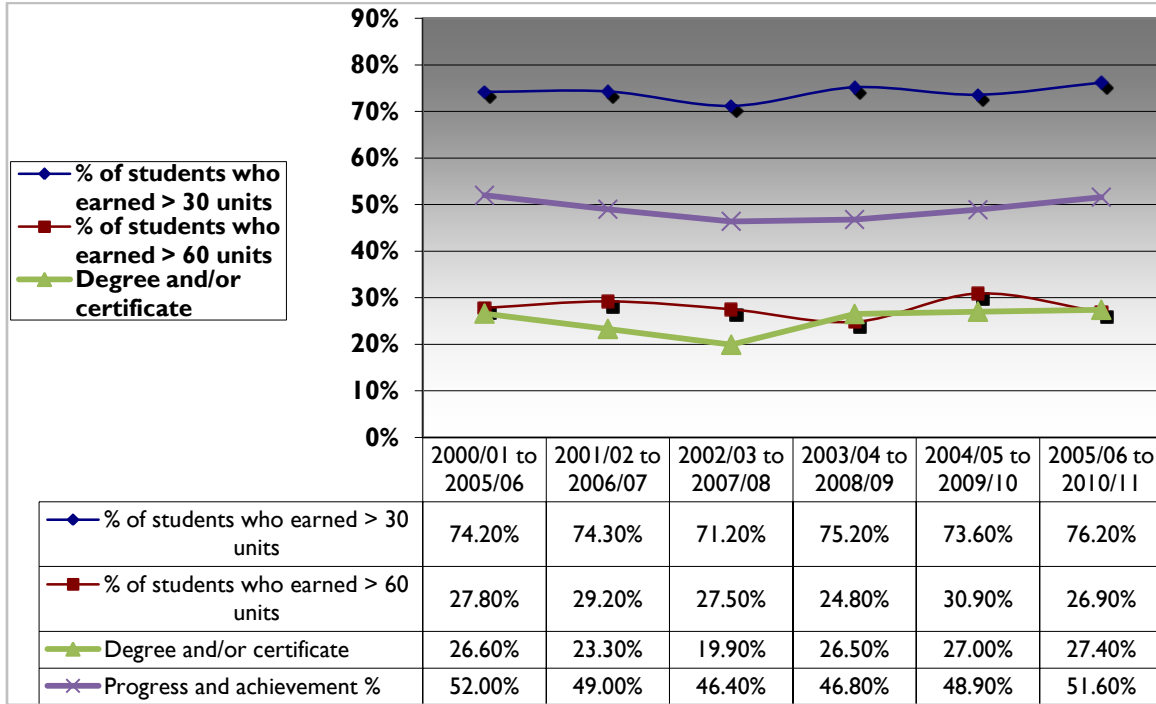 90%
80%
70%
60%
50%
40%
30%
20%
10%
0%
% of students who
earned > 30 units
% of students who
earned > 60 units
Degree and/or
certificate
2000/01 to
2005/06
2001/02 to
2006/07
2002/03 to
2007/08
2003/04 to
2008/09
2004/05 to
2009/10
2005/06 to
2010/11
% of students who earned > 30
units
74.20% 74.30% 71.20% 75.20% 73.60% 76.20%
% of students who earned > 60
units
27.80% 29.20% 27.50% 24.80% 30.90% 26.90%
Degree and/or certificate 26.60% 23.30% 19.90% 26.50% 27.00% 27.40%
Progress and achievement % 52.00% 49.00% 46.40% 46.80% 48.90% 51.60%